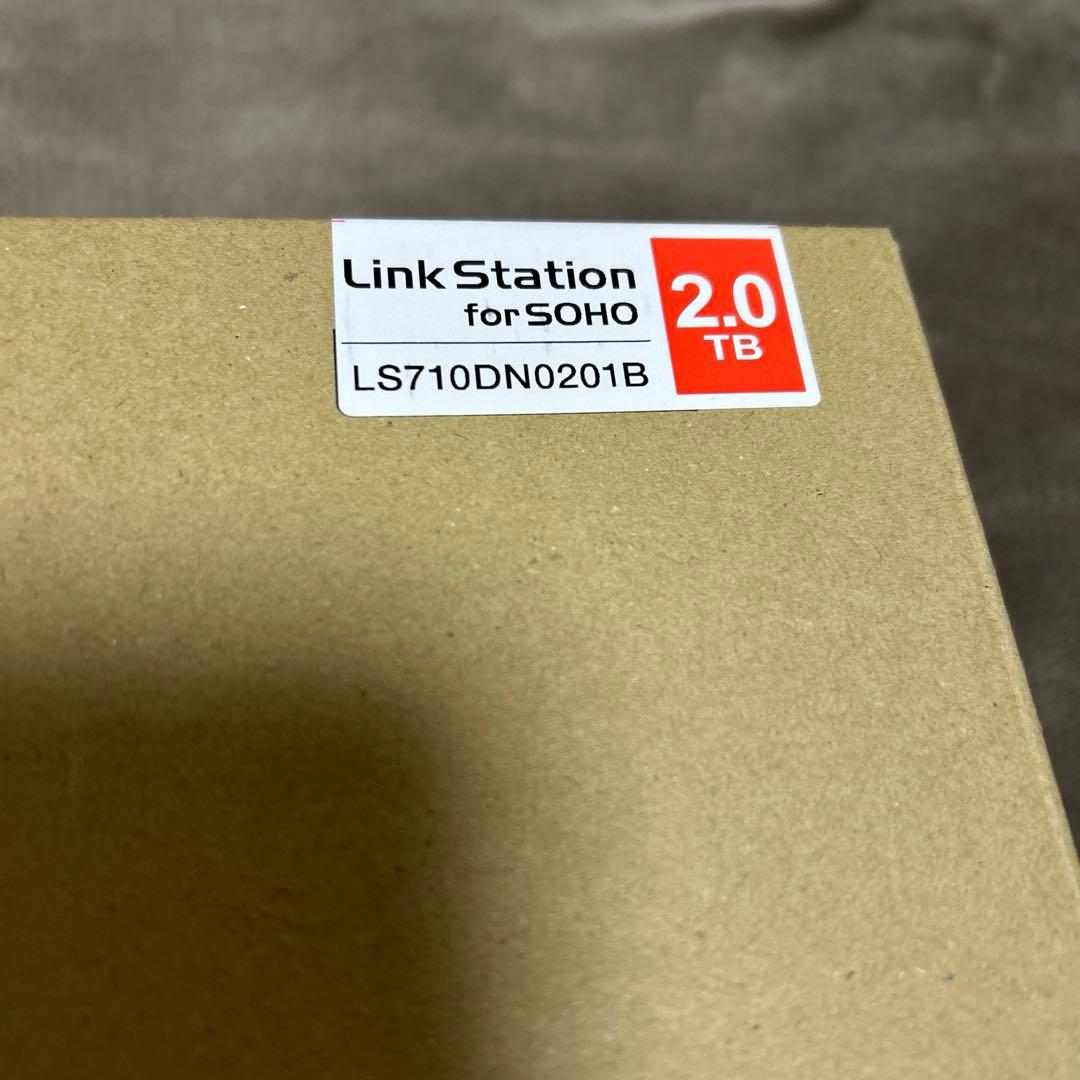 Link Station
for SOHO
LS710DN0201B
2.0
TB